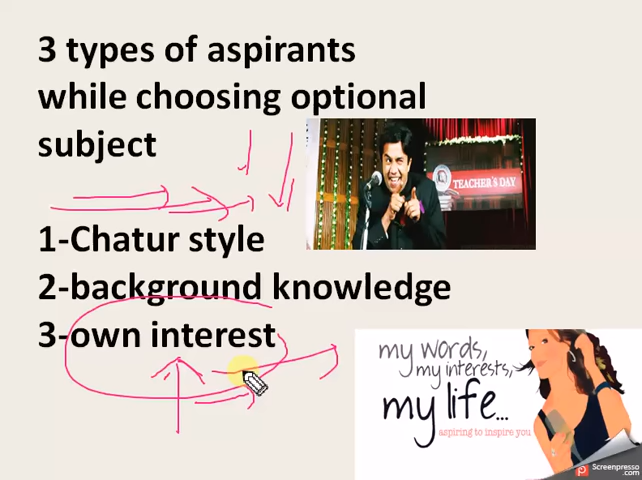 3 types of aspirants
while choosing optional
subject
TEACHER'S DAY
1-Chatur style
2-background knowledge
3-own interest
my words,
my interests,
my life...
aspiring to inspire you
Screenpresso.com